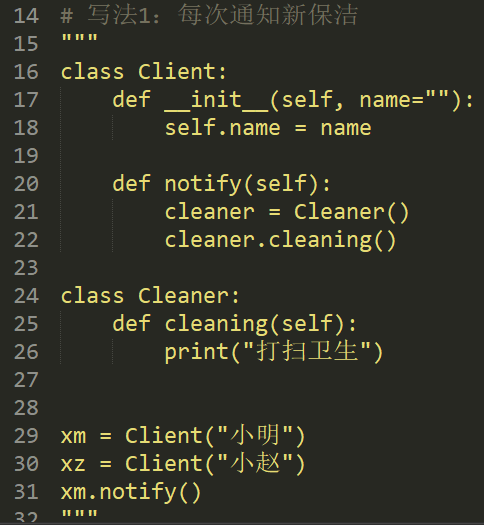 14 # 写法1：每次通知新保洁
15 """
16 class Client:
17     def __init__(self, name=""):
18         self.name = name
19
20     def notify(self):
21         cleaner = Cleaner()
22         cleaner.cleaning()
23
24 class Cleaner:
25     def cleaning(self):
26         print("打扫卫生")
27
28
29 xm = Client("小明")
30 xz = Client("小赵")
31 xm.notify()
32 """